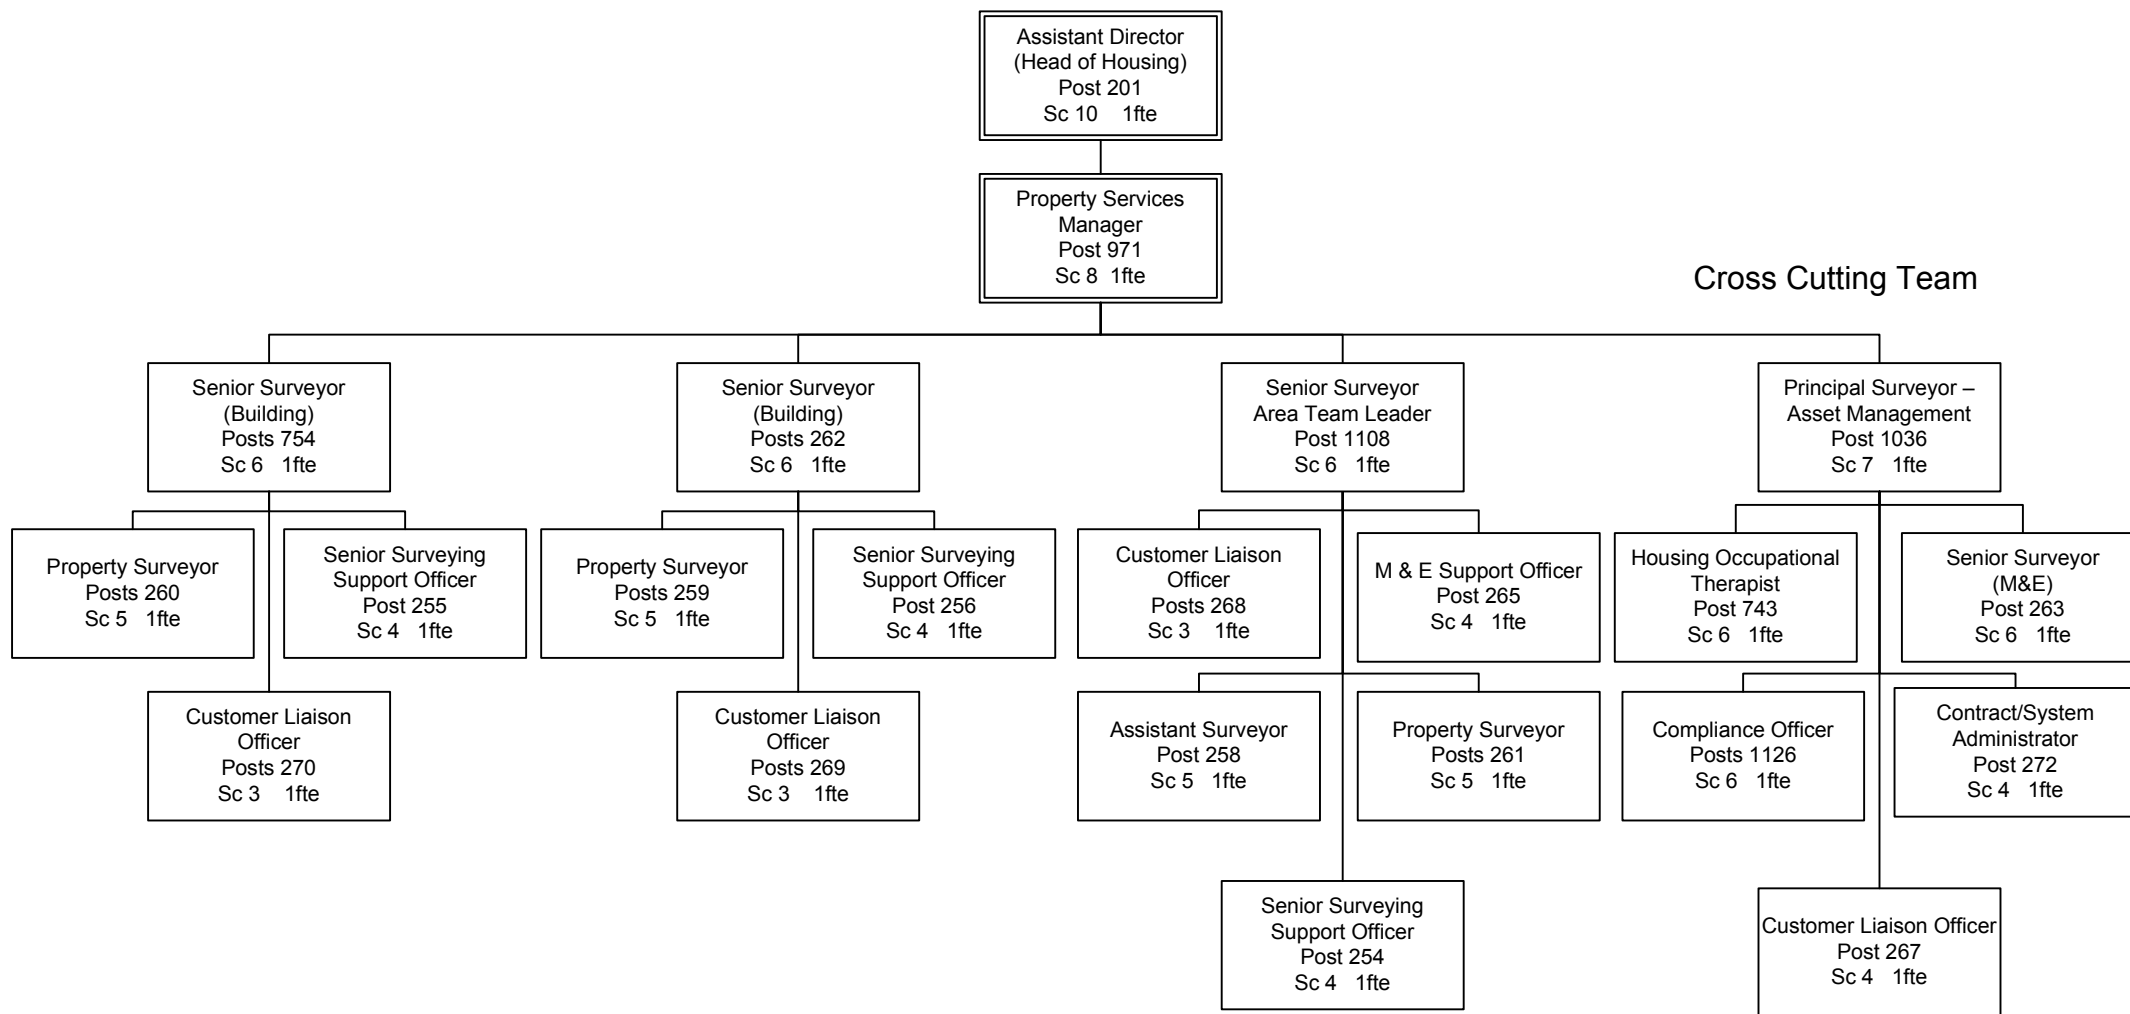 Assistant Director
(Head of Housing)
Post 201
Sc 10 1fte
Property Services
Manager
Post 971
Sc 8 1fte
Cross Cutting Team
Senior Surveyor
(Building)
Posts 754
Sc 6 1fte
Senior Surveyor
(Building)
Posts 262
Sc 6 1fte
Senior Surveyor
Area Team Leader
Post 1108
Sc 6 1fte
Principal Surveyor –
Asset Management
Post 1036
Sc 7 1fte
Property Surveyor
Posts 260
Sc 5 1fte
Senior Surveying
Support Officer
Post 255
Sc 4 1fte
Property Surveyor
Posts 259
Sc 5 1fte
Senior Surveying
Support Officer
Post 256
Sc 4 1fte
Customer Liaison
Officer
Posts 268
Sc 3 1fte
M & E Support Officer
Post 265
Sc 4 1fte
Housing Occupational
Therapist
Post 743
Sc 6 1fte
Senior Surveyor
(M&E)
Post 263
Sc 6 1fte
Customer Liaison
Officer
Posts 270
Sc 3 1fte
Customer Liaison
Officer
Posts 269
Sc 3 1fte
Assistant Surveyor
Post 258
Sc 5 1fte
Property Surveyor
Posts 261
Sc 5 1fte
Compliance Officer
Posts 1126
Sc 6 1fte
Contract/System
Administrator
Post 272
Sc 4 1fte
Senior Surveying
Support Officer
Post 254
Sc 4 1fte
Customer Liaison Officer
Post 267
Sc 4 1fte